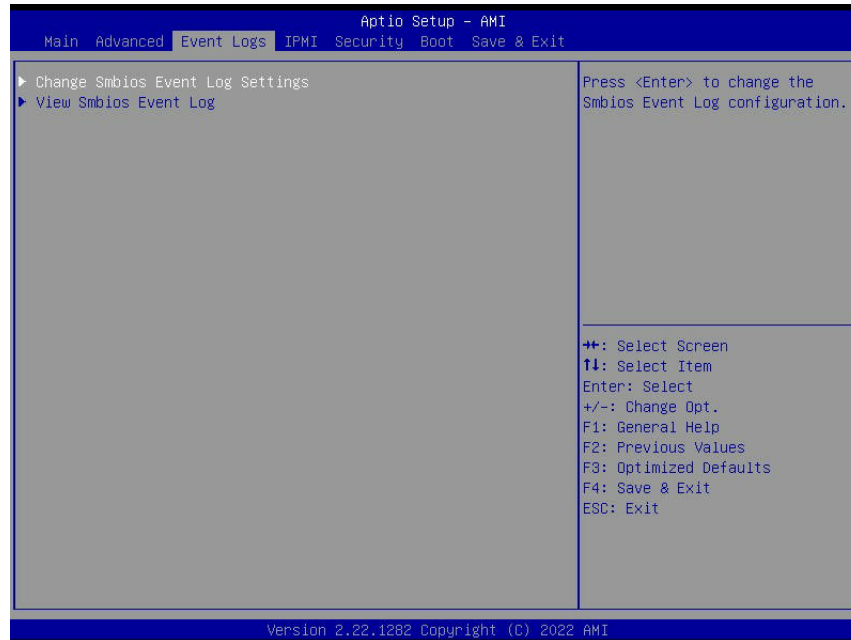 Aptio Setup – AMI
Main Advanced Event Logs IPMI Security Boot Save & Exit
▶ Change Smbios Event Log Settings
▶ View Smbios Event Log
Press <Enter> to change the
Smbios Event Log configuration.
→←: Select Screen
↑↓: Select Item
Enter: Select
+/-: Change Opt.
F1: General Help
F2: Previous Values
F3: Optimized Defaults
F4: Save & Exit
ESC: Exit
Version 2.22.1282 Copyright (C) 2022 AMI